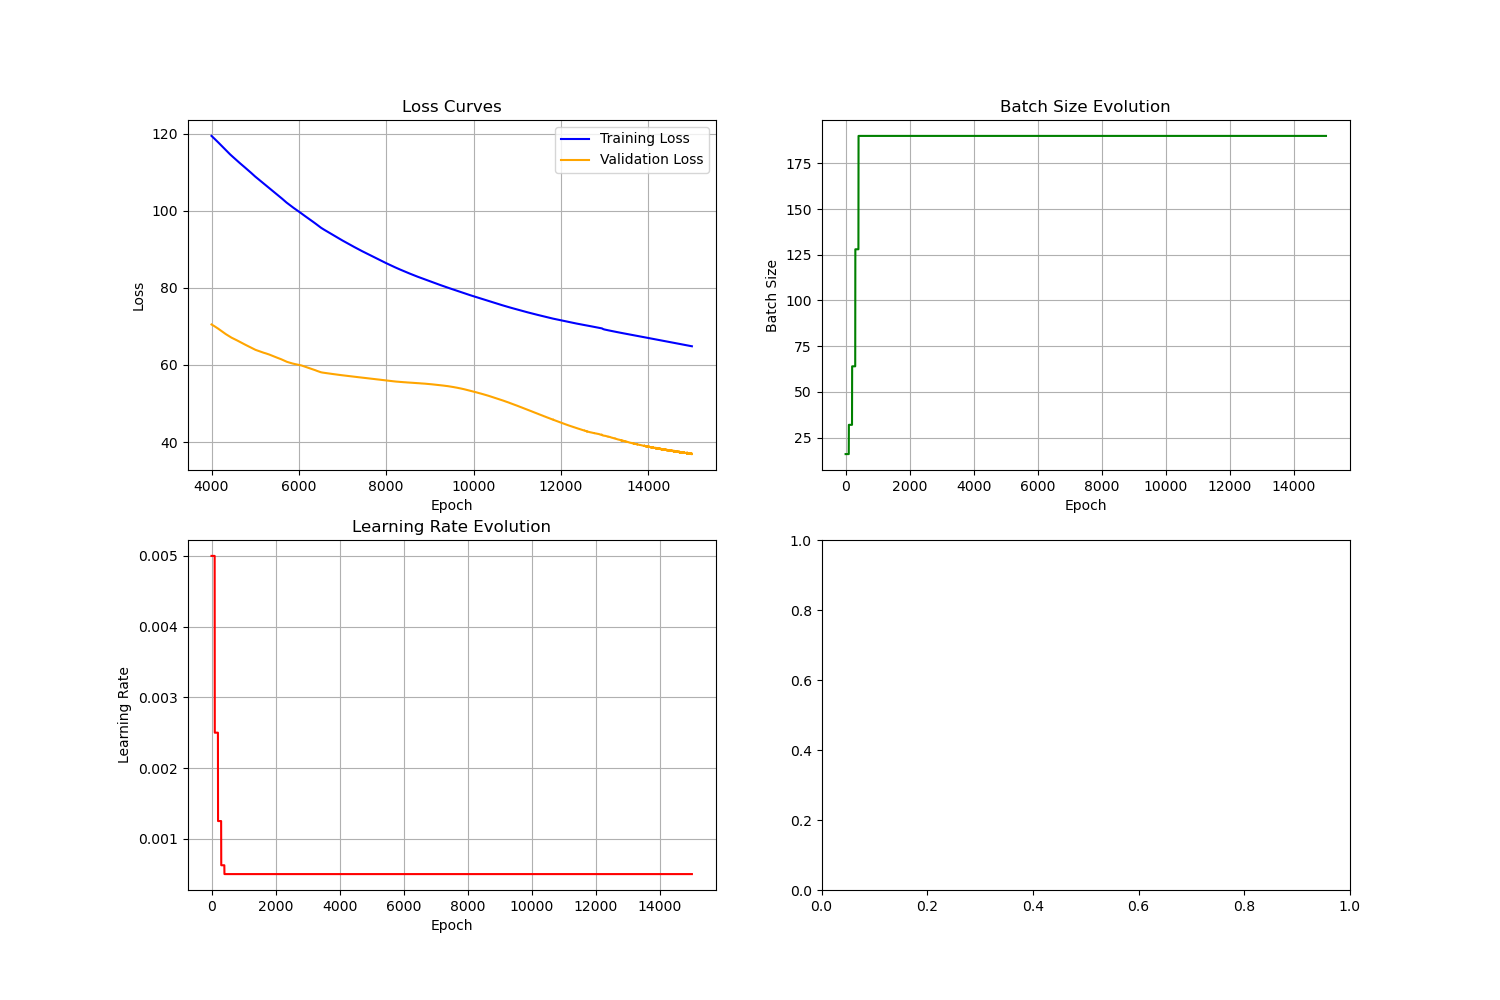 Loss Curves
120
100
80
60
40
Loss
Training Loss
Validation Loss
4000 6000 8000 10000 12000 14000
Epoch
Batch Size Evolution
175
150
125
100
75
50
25
Batch Size
0 2000 4000 6000 8000 10000 12000 14000
Epoch
Learning Rate Evolution
0.005
0.004
0.003
0.002
0.001
Learning Rate
0 2000 4000 6000 8000 10000 12000 14000
Epoch
1.0
0.8
0.6
0.4
0.2
0.0
0.0 0.2 0.4 0.6 0.8 1.0